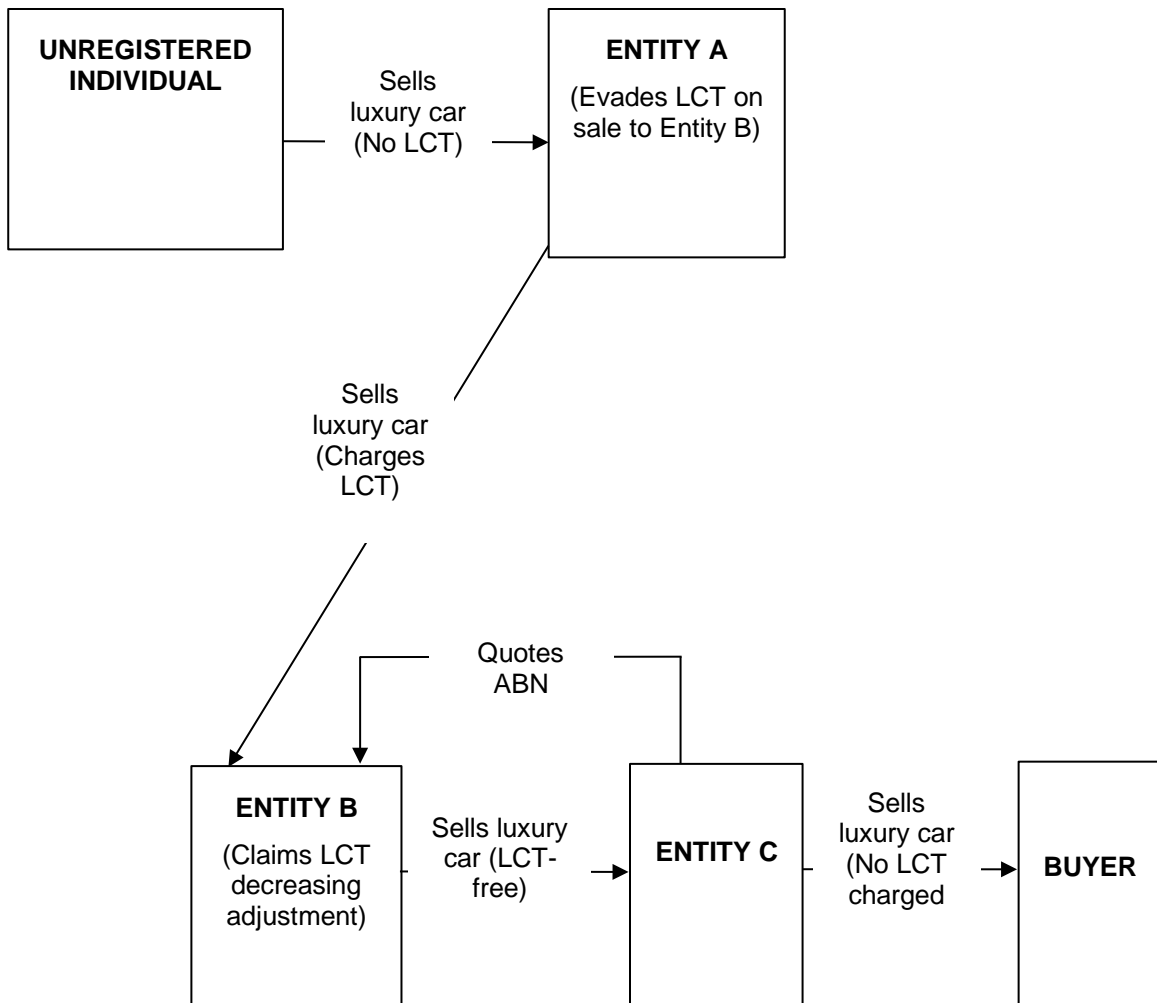 UNREGISTERED
INDIVIDUAL
Sells
luxury car
(No LCT)
ENTITY A
(Evades LCT on
sale to Entity B)
Sells
luxury car
(Charges
LCT)
Quotes
ABN
ENTITY B
(Claims LCT
decreasing
adjustment)
Sells luxury
car (LCT-
free)
ENTITY C
Sells
luxury car
(No LCT
charged
BUYER